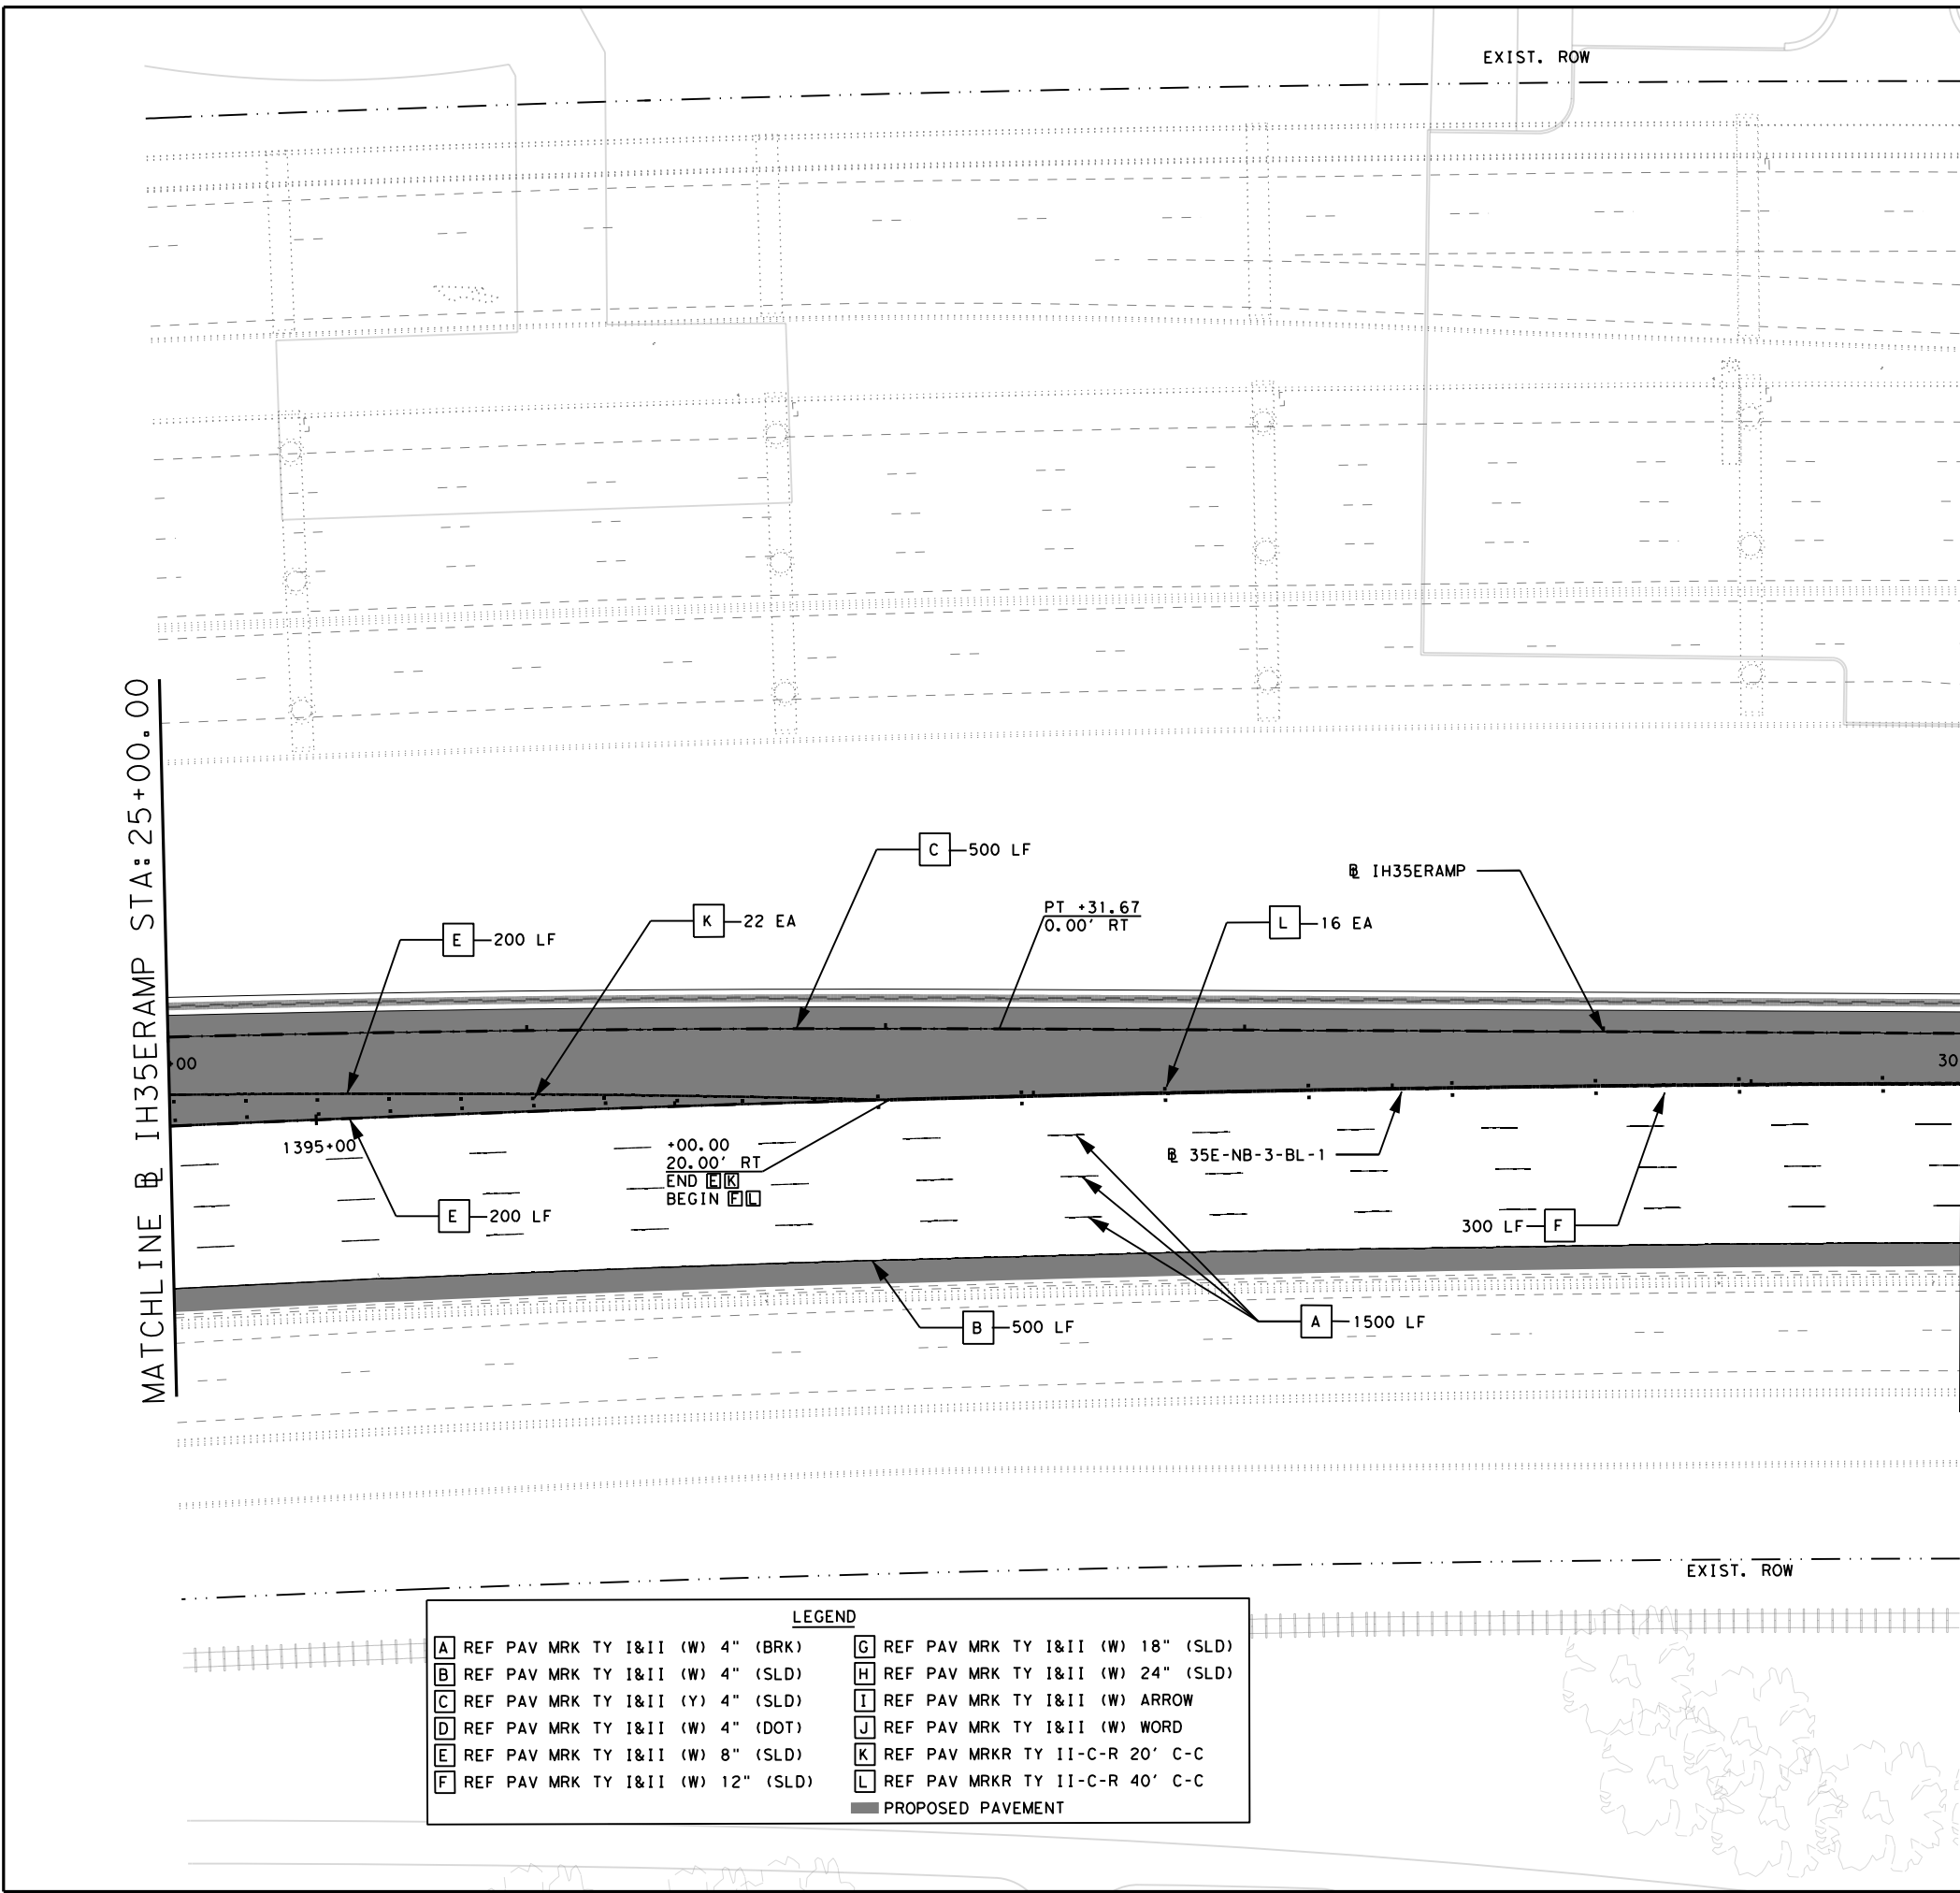 EXIST. ROW
MATCHLINE ⅊ IH35ERAMP STA:25+00.00
C 500 LF
B̲L IH35ERAMP
PT +31.67
0.00' RT
K 22 EA
L 16 EA
E 200 LF
+00
30
1395+00
+00.00
20.00' RT
END E K
BEGIN F L
BL 35E-NB-3-BL-1
E 200 LF
300 LF F
B 500 LF
A 1500 LF
EXIST. ROW
LEGEND
A REF PAV MRK TY I&II (W) 4" (BRK)
B REF PAV MRK TY I&II (W) 4" (SLD)
C REF PAV MRK TY I&II (Y) 4" (SLD)
D REF PAV MRK TY I&II (W) 4" (DOT)
E REF PAV MRK TY I&II (W) 8" (SLD)
F REF PAV MRK TY I&II (W) 12" (SLD)
G REF PAV MRK TY I&II (W) 18" (SLD)
H REF PAV MRK TY I&II (W) 24" (SLD)
I REF PAV MRK TY I&II (W) ARROW
J REF PAV MRK TY I&II (W) WORD
K REF PAV MRKR TY II-C-R 20' C-C
L REF PAV MRKR TY II-C-R 40' C-C
PROPOSED PAVEMENT